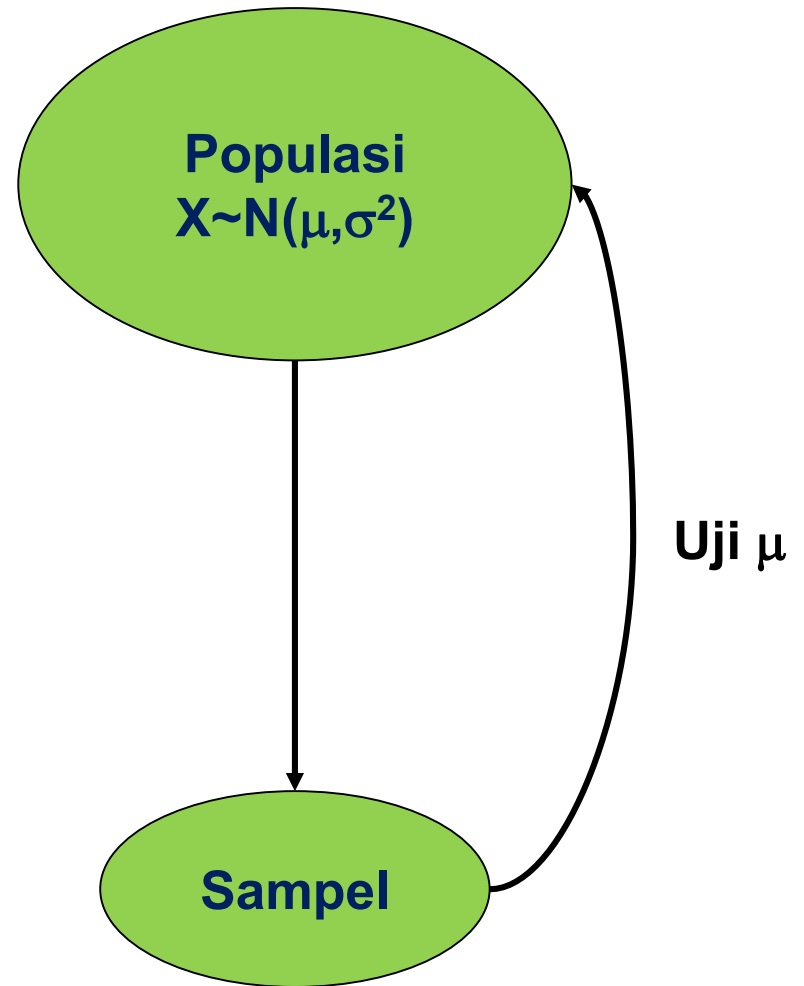 Populasi
X~N(μ,σ²)
Uji μ
Sampel